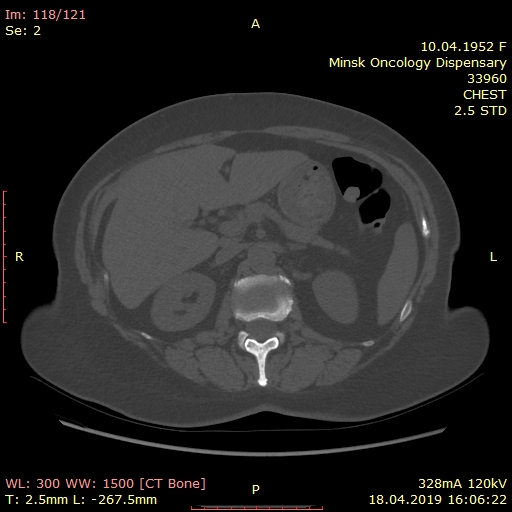 Im: 118/121
Se: 2
A
10.04.1952 F
Minsk Oncology Dispensary
33960
CHEST
2.5 STD
R
L
WL: 300 WW: 1500 [CT Bone]
T: 2.5mm L: -267.5mm
P
328mA 120kV
18.04.2019 16:06:22